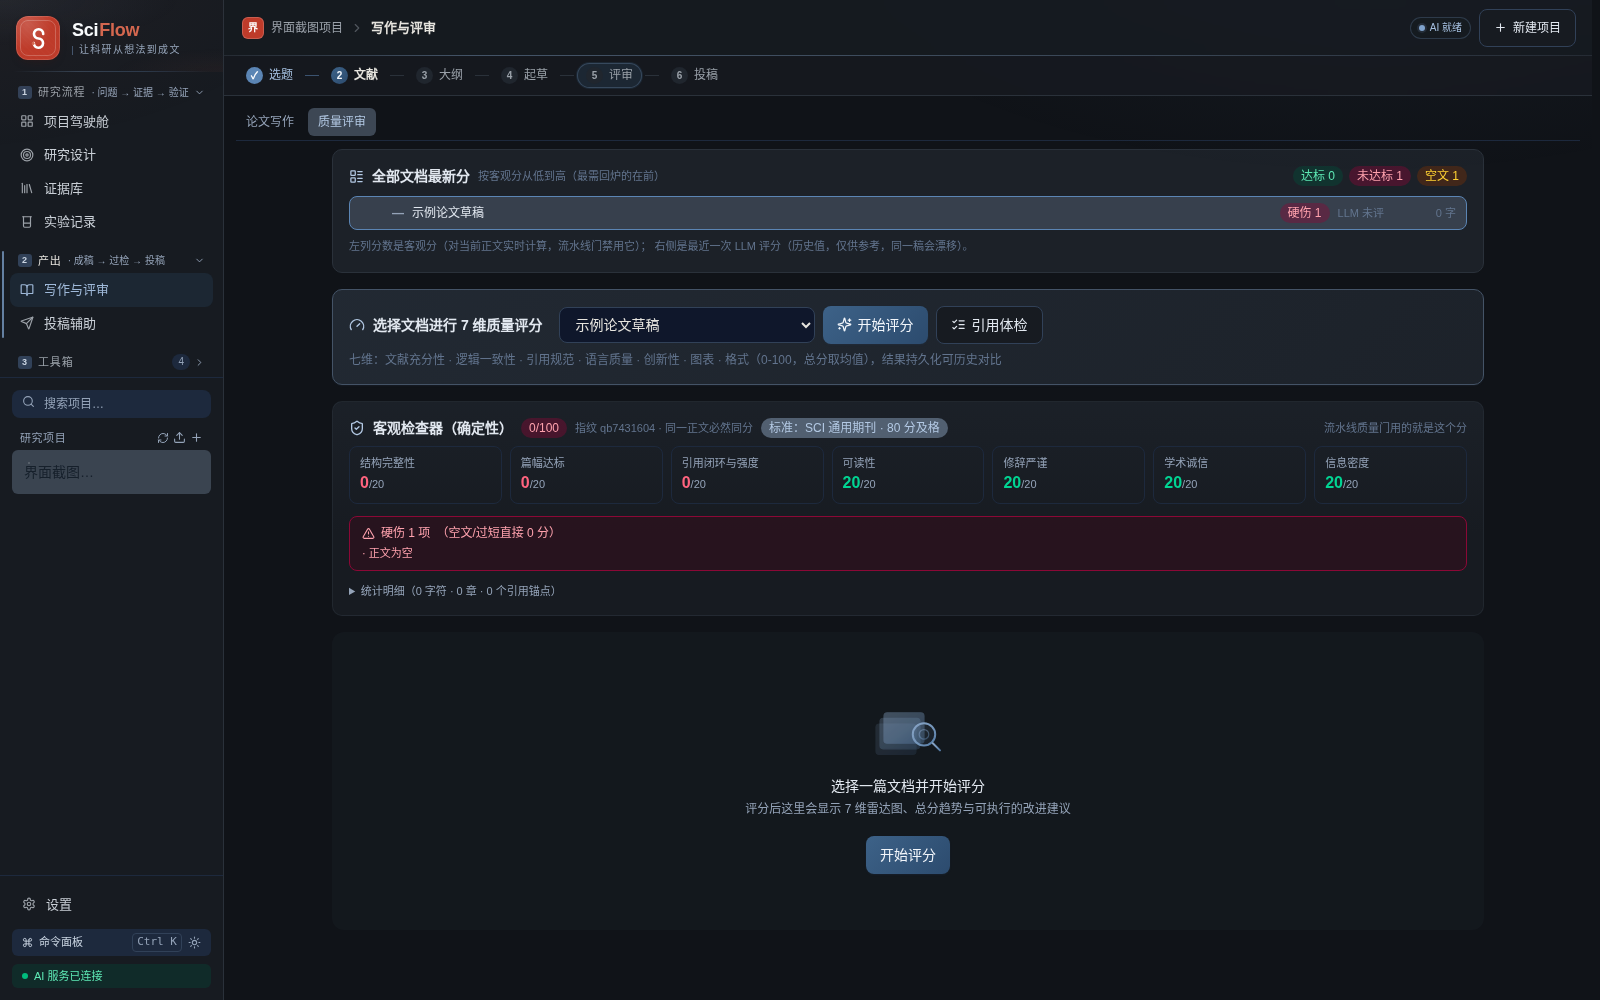 SciFlow
| 让科研从想法到成文
1 研究流程 · 问题 → 证据 → 验证
项目驾驶舱
研究设计
证据库
实验记录
2 产出 · 成稿 → 过检 → 投稿
写作与评审
投稿辅助
3 工具箱 4
搜索项目…
研究项目
界面截图…
设置
⌘ 命令面板 Ctrl K
AI 服务已连接
界 界面截图项目 > 写作与评审
AI 就绪
+ 新建项目
✓ 选题 — 2 文献 — 3 大纲 — 4 起草 — 5 评审 — 6 投稿
论文写作 质量评审
全部文档最新分 按客观分从低到高（最需回炉的在前） 达标 0 未达标 1 空文 1
— 示例论文草稿 硬伤 1 LLM 未评 0 字
左列分数是客观分（对当前正文实时计算，流水线门禁用它）；右侧是最近一次 LLM 评分（历史值，仅供参考，同一稿会漂移）。
选择文档进行 7 维质量评分 示例论文草稿 开始评分 引用体检
七维：文献充分性 · 逻辑一致性 · 引用规范 · 语言质量 · 创新性 · 图表 · 格式（0-100，总分取均值），结果持久化可历史对比
客观检查器（确定性） 0/100 指纹 qb7431604 · 同一正文必然同分 标准：SCI 通用期刊 · 80 分及格 流水线质量门用的就是这个分
结构完整性 篇幅达标 引用闭环与强度 可读性 修辞严谨 学术诚信 信息密度
0/20 0/20 0/20 20/20 20/20 20/20 20/20
硬伤 1 项 （空文/过短直接 0 分）
· 正文为空
▶ 统计明细（0 字符 · 0 章 · 0 个引用锚点）
选择一篇文档并开始评分
评分后这里会显示 7 维雷达图、总分趋势与可执行的改进建议
开始评分